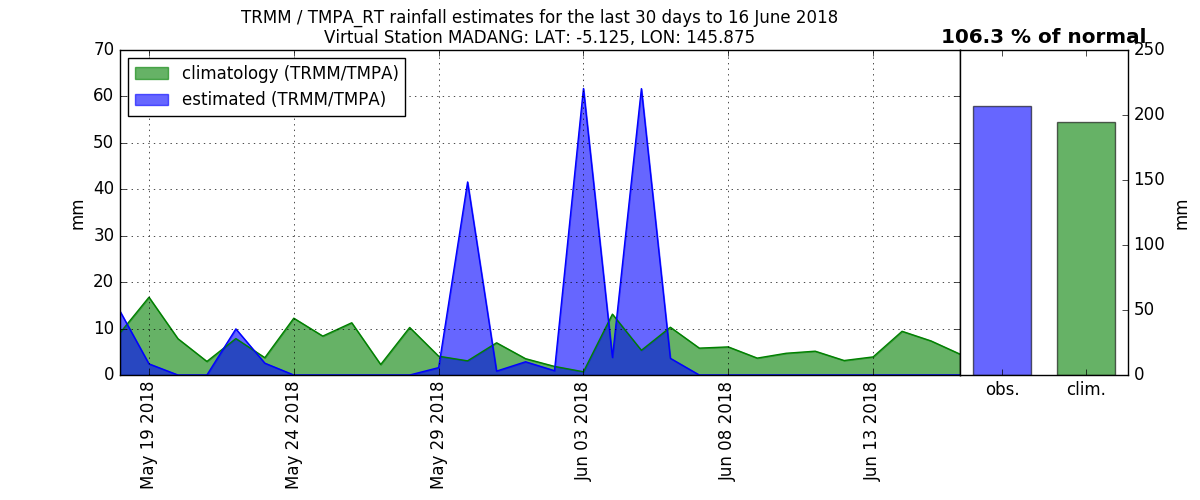 TRMM / TMPA_RT rainfall estimates for the last 30 days to 16 June 2018
Virtual Station MADANG: LAT: -5.125, LON: 145.875
106.3 % of normal
climatology (TRMM/TMPA)
estimated (TRMM/TMPA)
mm
70
60
50
40
30
20
10
0
May 19 2018
May 24 2018
May 29 2018
Jun 03 2018
Jun 08 2018
Jun 13 2018
obs.
clim.
250
200
150
100
50
0
mm